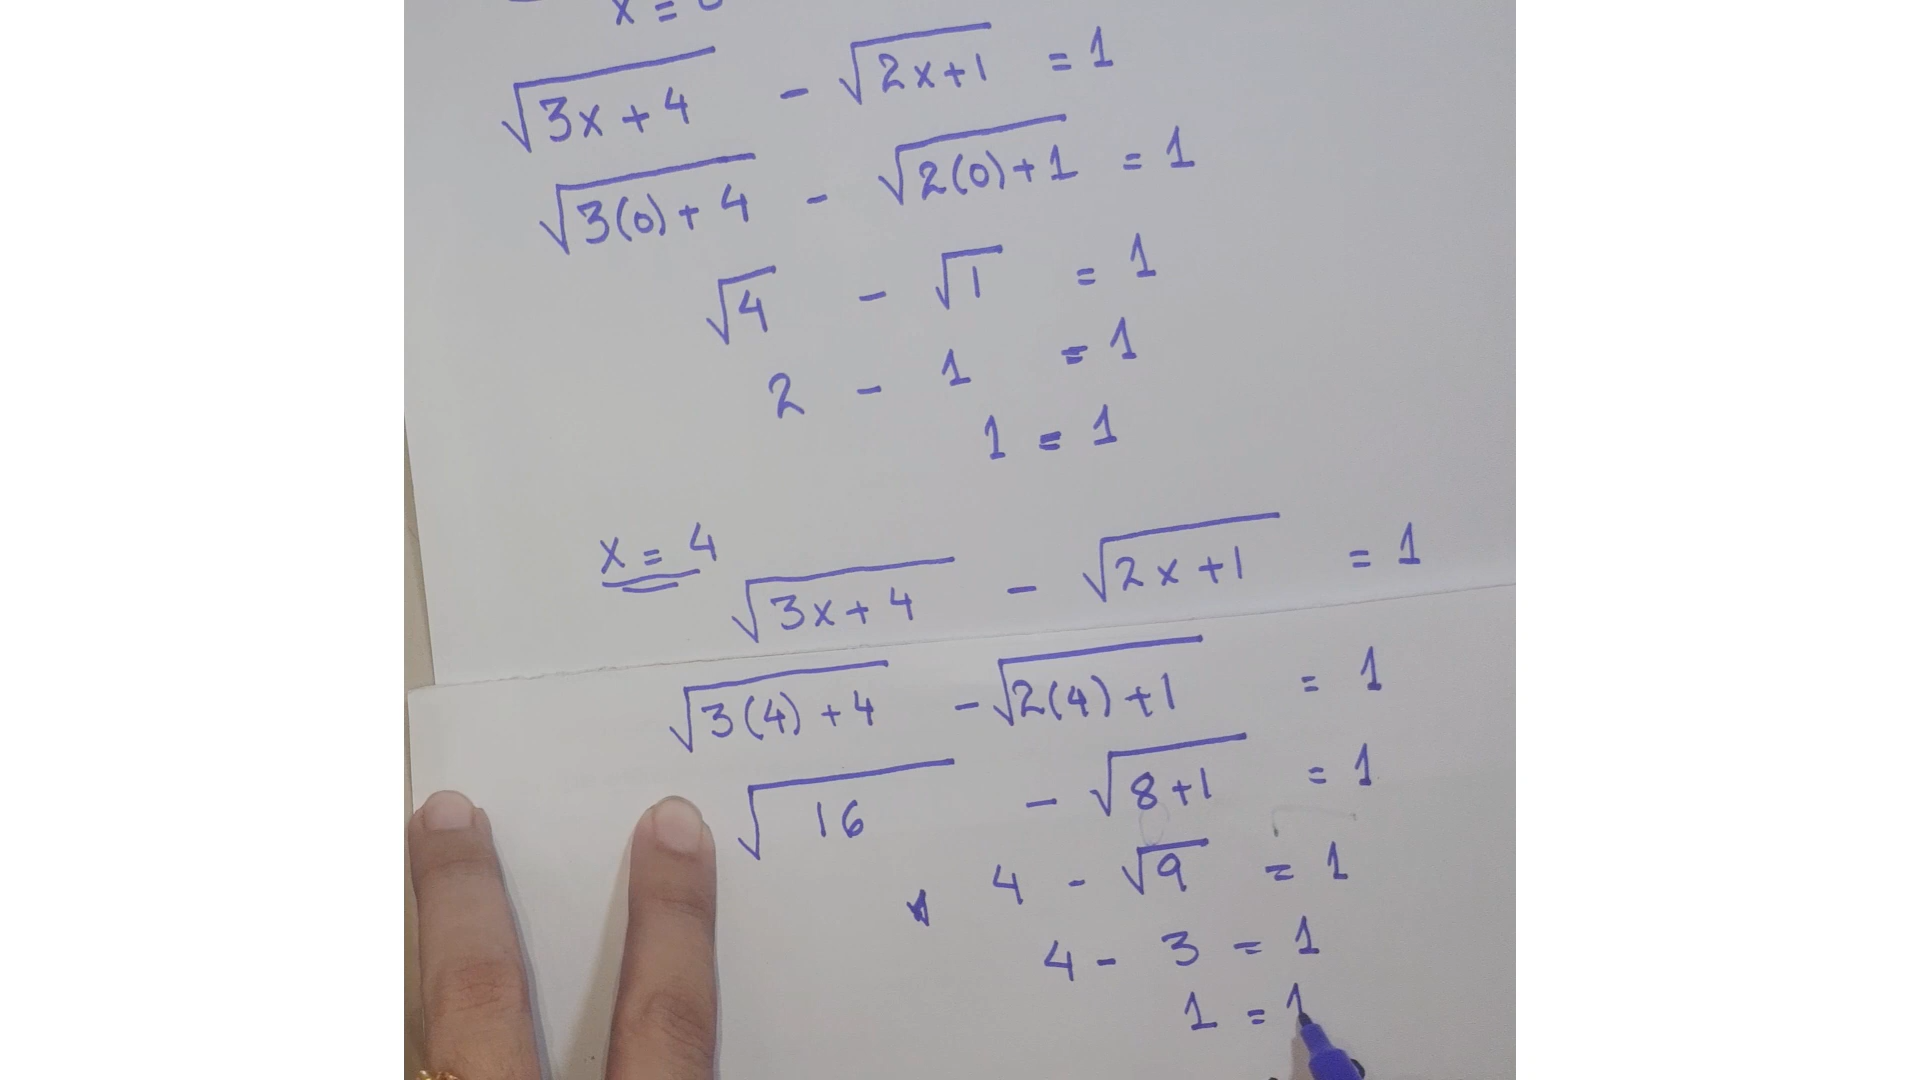 x = 0
√(3x+4) - √(2x+1) = 1
√(3(0)+4) - √(2(0)+1) = 1
√4 - √1 = 1
2 - 1 = 1
1 = 1
x = 4
√(3x+4) - √(2x+1) = 1
√(3(4)+4) - √(2(4)+1) = 1
√16 - √(8+1) = 1
4 - √9 = 1
4 - 3 = 1
1 = 1